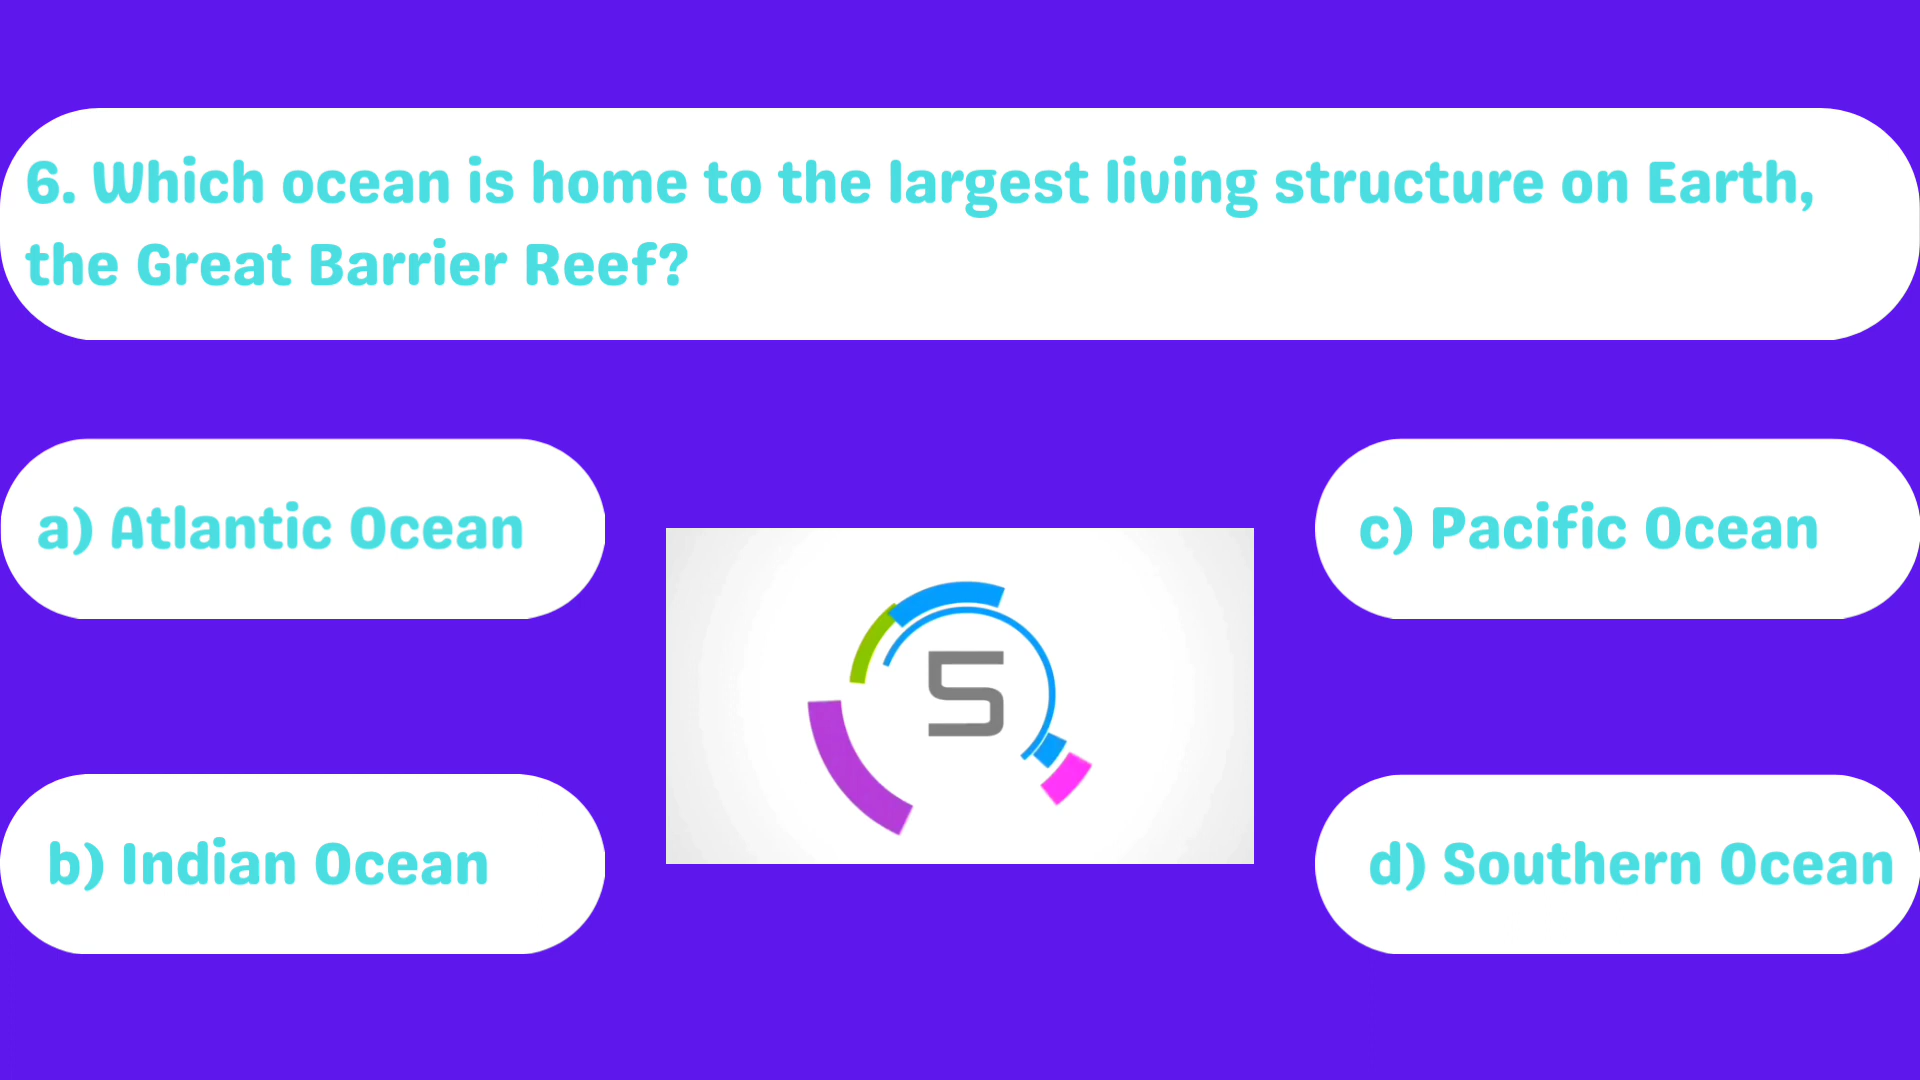 6. Which ocean is home to the largest living structure on Earth,
the Great Barrier Reef?
a) Atlantic Ocean
c) Pacific Ocean
5
b) Indian Ocean
d) Southern Ocean